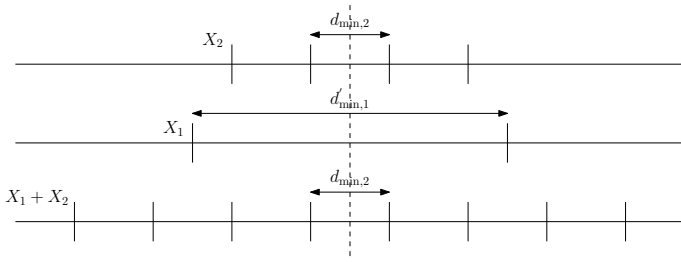 d_{min,2}
X_2
d'_{min,1}
X_1
d_{min,2}
X_1 + X_2